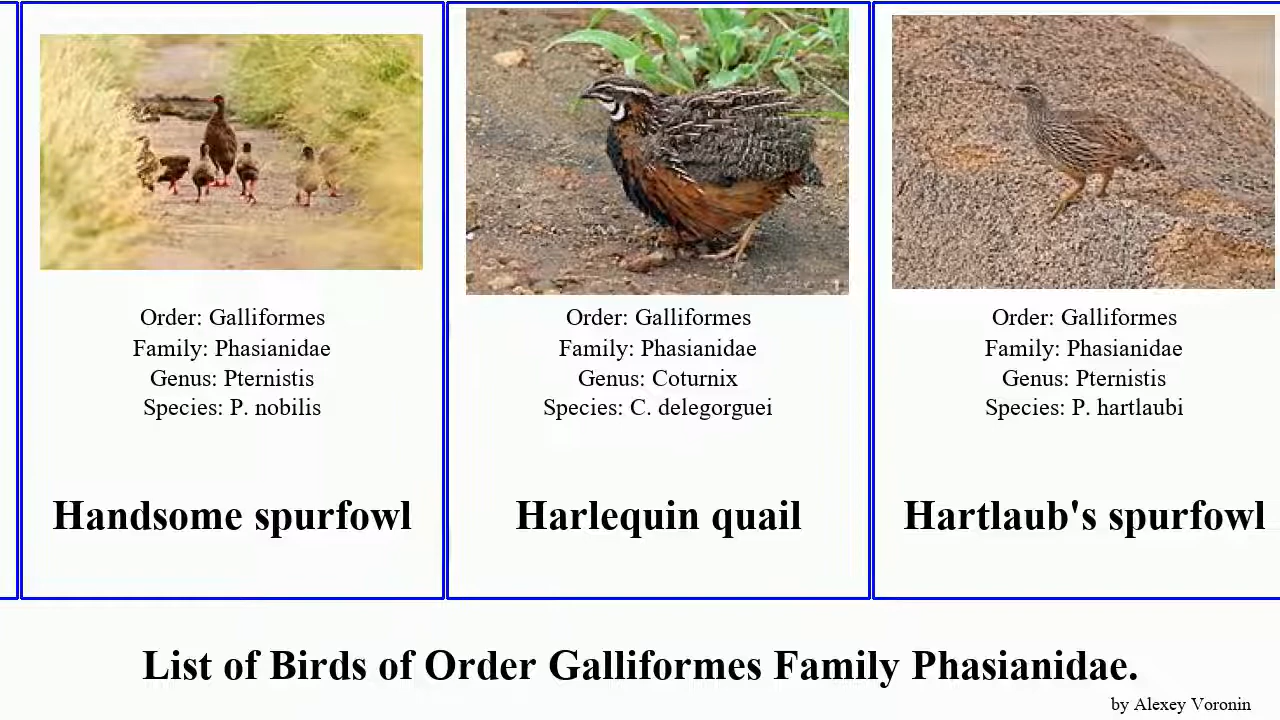 Order: Galliformes
Family: Phasianidae
Genus: Pternistis
Species: P. nobilis
Handsome spurfowl
Order: Galliformes
Family: Phasianidae
Genus: Coturnix
Species: C. delegorguei
Harlequin quail
Order: Galliformes
Family: Phasianidae
Genus: Pternistis
Species: P. hartlaubi
Hartlaub's spurfowl
List of Birds of Order Galliformes Family Phasianidae.
by Alexey Voronin